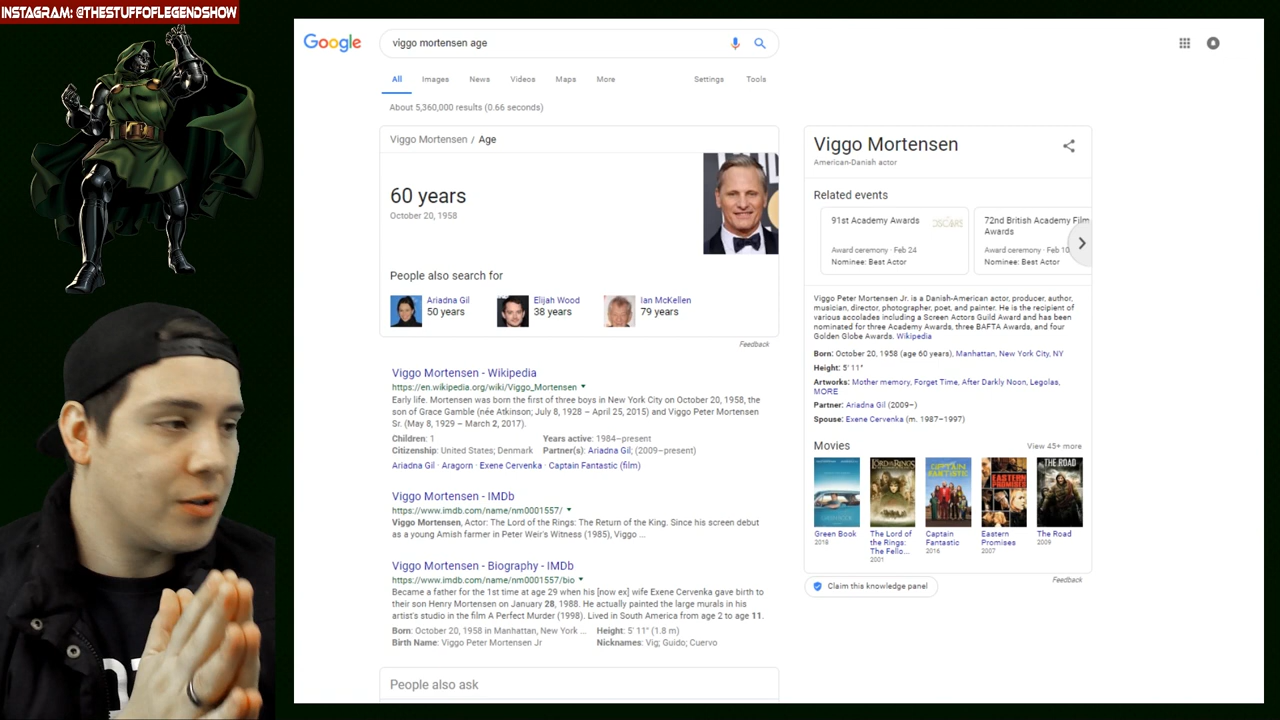 INSTAGRAM: @THESTUFFOFLEGENDSHOW
Google
viggo mortensen age
All Images News Videos Maps More Settings Tools
About 5,360,000 results (0.66 seconds)
Viggo Mortensen / Age
60 years
October 20, 1958
People also search for
Ariadna Gil
50 years
Elijah Wood
38 years
Ian McKellen
79 years
Feedback
Viggo Mortensen - Wikipedia
https://en.wikipedia.org/wiki/Viggo_Mortensen
Early life. Mortensen was born the first of three boys in New York City on October 20, 1958, the
son of Grace Gamble (née Atkinson; July 8, 1928 – April 25, 2015) and Viggo Peter Mortensen
Sr. (May 8, 1929 – March 2, 2017).
Children: 1 Years active: 1984–present
Citizenship: United States; Denmark Partner(s): Ariadna Gil; (2009–present)
Ariadna Gil · Aragorn · Exene Cervenka · Captain Fantastic (film)
Viggo Mortensen - IMDb
https://www.imdb.com/name/nm0001557/
Viggo Mortensen, Actor: The Lord of the Rings: The Return of the King. Since his screen debut
as a young Amish farmer in Peter Weir's Witness (1985), Viggo ...
Viggo Mortensen - Biography - IMDb
https://www.imdb.com/name/nm0001557/bio
Became a father for the 1st time at age 29 when his [now ex] wife Exene Cervenka gave birth to
their son Henry Mortensen on January 28, 1988. He actually painted the large murals in his
artist's studio in the film A Perfect Murder (1998). Lived in South America from age 2 to age 11.
Born: October 20, 1958 in Manhattan, New York ... Height: 5' 11" (1.8 m)
Birth Name: Viggo Peter Mortensen Jr Nicknames: Vig; Guido; Cuervo
People also ask
Viggo Mortensen
American-Danish actor
Related events
91st Academy Awards
OSCARS
Award ceremony · Feb 24
Nominee: Best Actor
72nd British Academy Film
Awards
Award ceremony · Feb 10
Nominee: Best Actor
Viggo Peter Mortensen Jr. is a Danish-American actor, producer, author,
musician, director, photographer, poet, and painter. He is the recipient of
various accolades including a Screen Actors Guild Award and has been
nominated for three Academy Awards, three BAFTA Awards, and four
Golden Globe Awards. Wikipedia
Born: October 20, 1958 (age 60 years), Manhattan, New York City, NY
Height: 5' 11"
Artworks: Mother memory, Forget Time, After Darkly Noon, Legolas,
MORE
Partner: Ariadna Gil (2009–)
Spouse: Exene Cervenka (m. 1987–1997)
Movies
View 45+ more
CAPTAIN
FANTASTIC
EASTERN
PROMISES
THE ROAD
Green Book
2018
The Lord of
the Rings:
The Fello...
2001
Captain
Fantastic
2016
Eastern
Promises
2007
The Road
2009
Feedback
Claim this knowledge panel